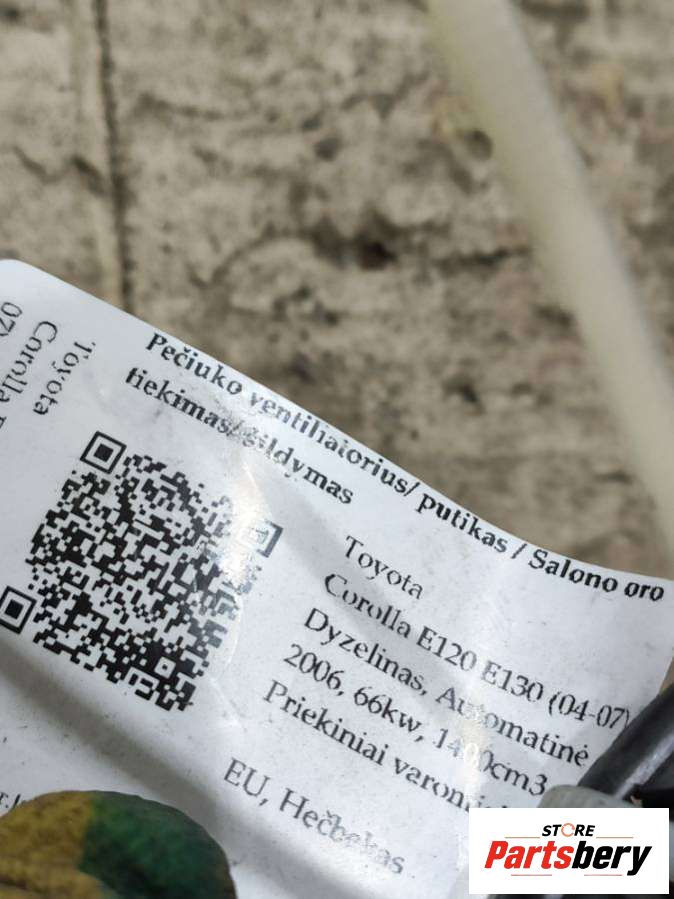 Pečiuko ventiliatorius/ putikas / Salono oro
tiekimas/šildymas
Toyota
Corolla E120 E130 (04-07)
Dyzelinas, Automatinė
2006, 66kw, 1400cm3
Priekiniai
EU, Hečbekas
Toyota
Corolla
07)
STORE
Partsbery